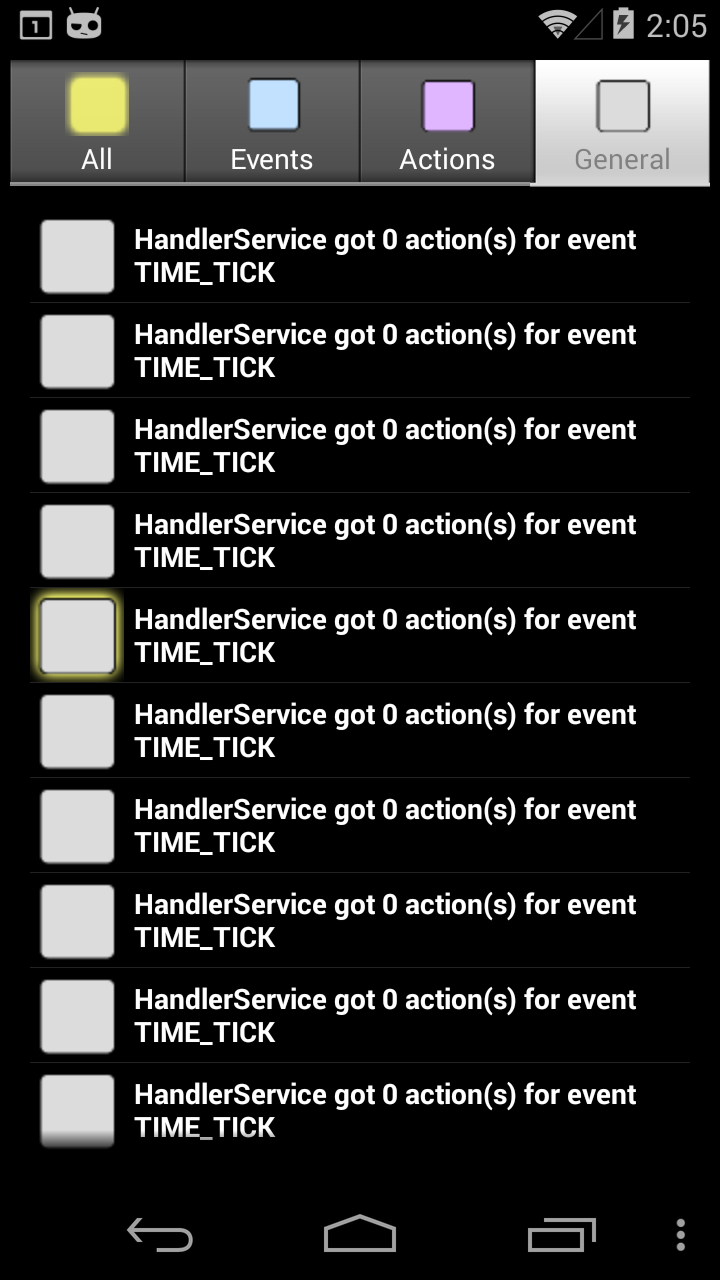 1
2:05
All
Events
Actions
General
HandlerService got 0 action(s) for event
TIME_TICK
HandlerService got 0 action(s) for event
TIME_TICK
HandlerService got 0 action(s) for event
TIME_TICK
HandlerService got 0 action(s) for event
TIME_TICK
HandlerService got 0 action(s) for event
TIME_TICK
HandlerService got 0 action(s) for event
TIME_TICK
HandlerService got 0 action(s) for event
TIME_TICK
HandlerService got 0 action(s) for event
TIME_TICK
HandlerService got 0 action(s) for event
TIME_TICK
HandlerService got 0 action(s) for event
TIME_TICK